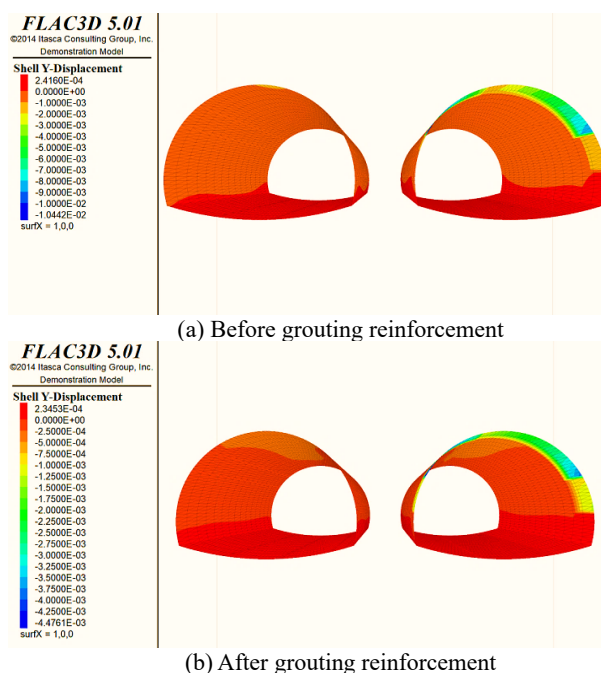 FLAC3D 5.01
©2014 Itasca Consulting Group, Inc.
Demonstration Model
Shell Y-Displacement
2.4160E-04
0.0000E+00
-1.0000E-03
-2.0000E-03
-3.0000E-03
-4.0000E-03
-5.0000E-03
-6.0000E-03
-7.0000E-03
-8.0000E-03
-9.0000E-03
-1.0000E-02
-1.0442E-02
surfX = 1,0,0
(a) Before grouting reinforcement
FLAC3D 5.01
©2014 Itasca Consulting Group, Inc.
Demonstration Model
Shell Y-Displacement
2.3453E-04
0.0000E+00
-2.5000E-04
-5.0000E-04
-7.5000E-04
-1.0000E-03
-1.2500E-03
-1.5000E-03
-1.7500E-03
-2.0000E-03
-2.2500E-03
-2.5000E-03
-2.7500E-03
-3.0000E-03
-3.2500E-03
-3.5000E-03
-3.7500E-03
-4.0000E-03
-4.2500E-03
-4.4761E-03
surfX = 1,0,0
(b) After grouting reinforcement